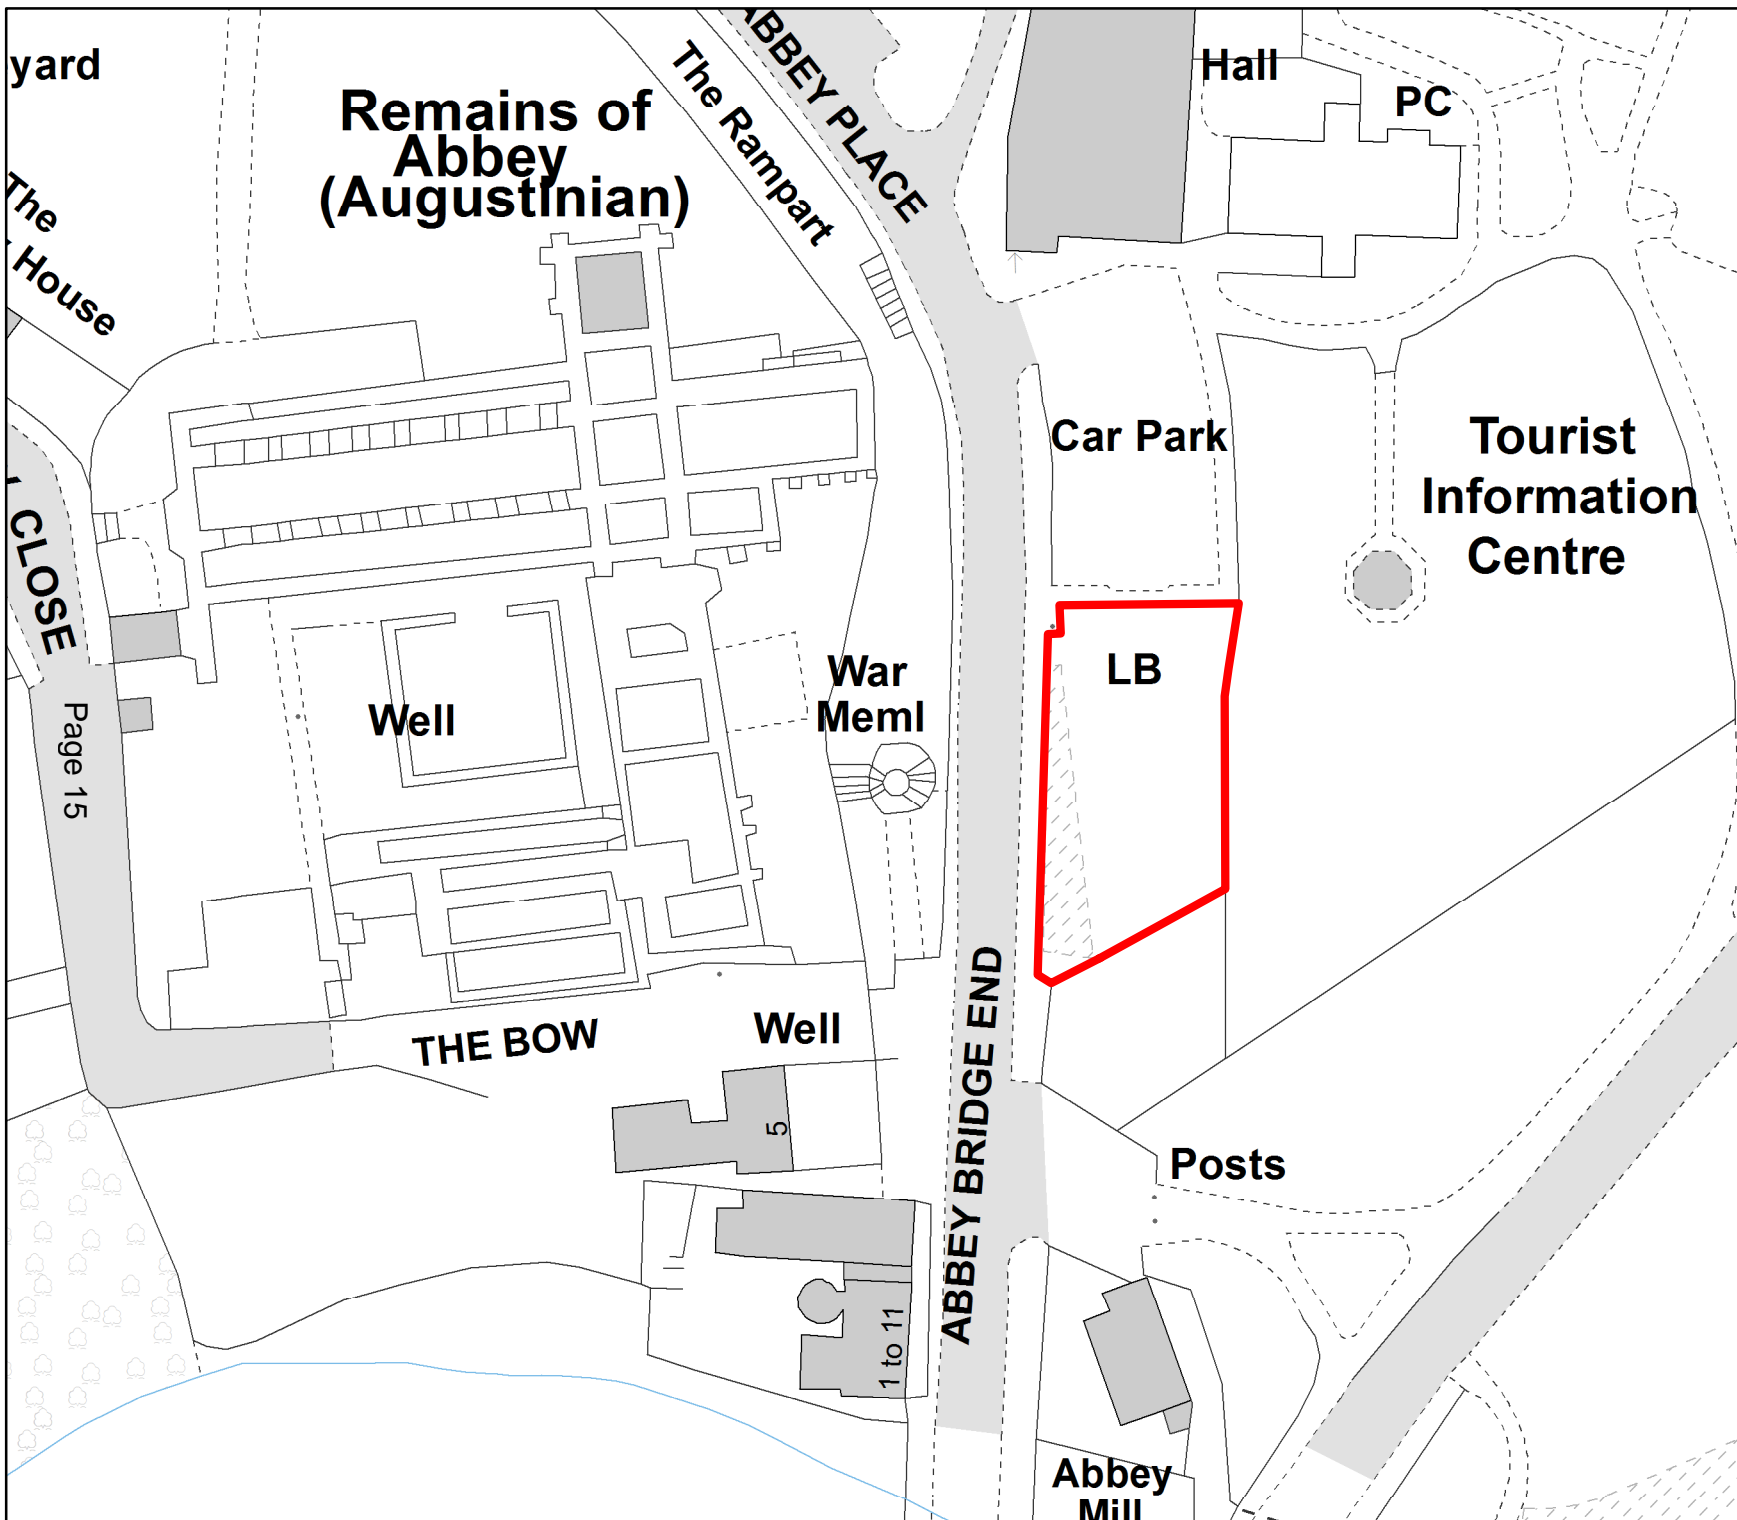 yard
Hall
PC
ABBEY PLACE
The Rampart
Remains of
Abbey
(Augustinian)
The
House
Car Park
Tourist
Information
Centre
CLOSE
LB
War
Meml
Well
Page 15
THE BOW
Well
ABBEY BRIDGE END
5
Posts
1 to 11
Abbey
Mill